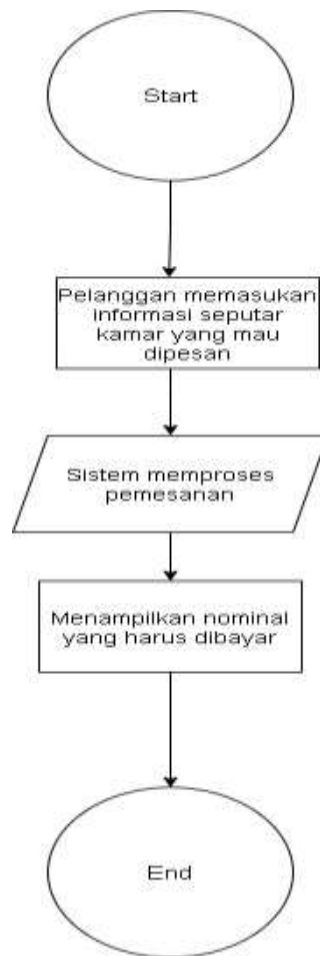 Start
Pelanggan memasukan
informasi seputar
kamar yang mau
dipesan
Sistem memproses
pemesanan
Menampilkan nominal
yang harus dibayar
End